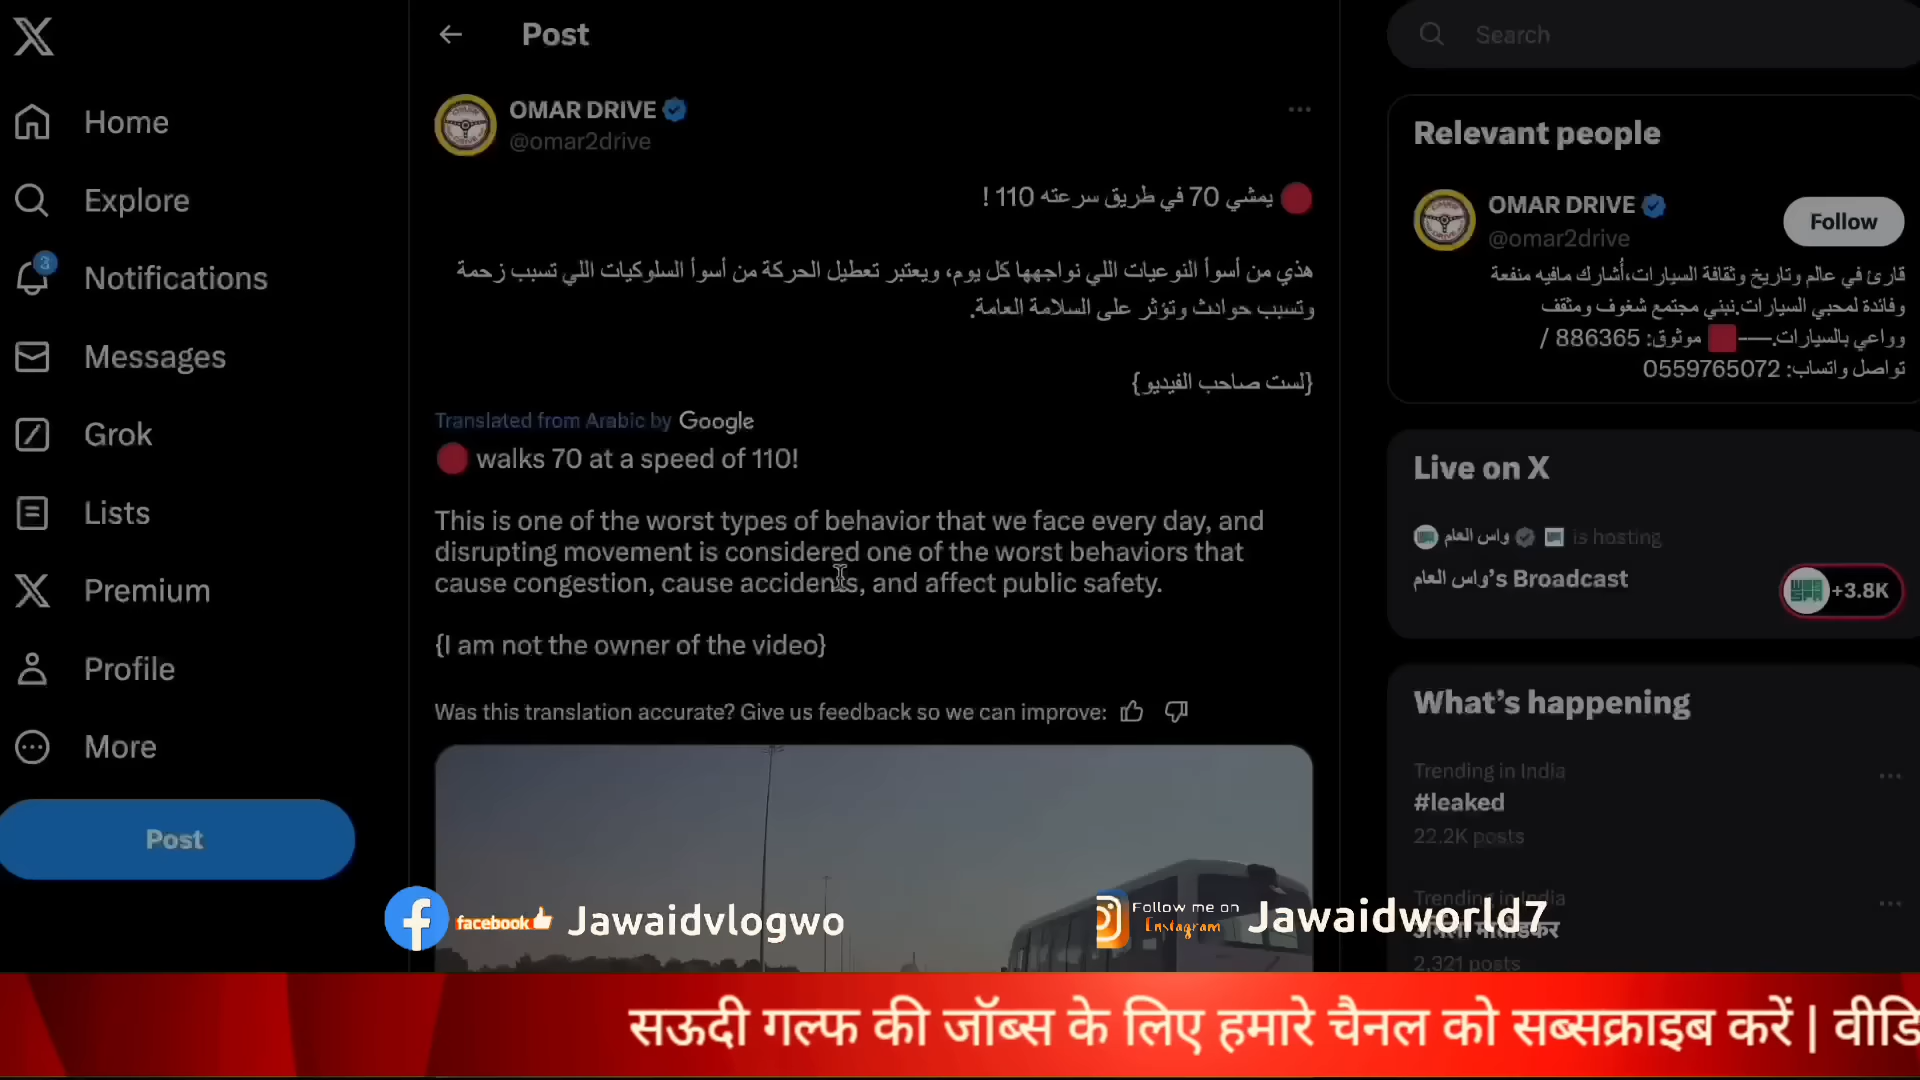 Post
Search
Home
Explore
3
Notifications
Messages
Grok
Lists
Premium
Profile
More
Post
OMAR DRIVE
@omar2drive
🔴 يمشي 70 في طريق سرعته 110 !
هذي من أسوأ النوعيات اللي نواجهها كل يوم، ويعتبر تعطيل الحركة من أسوأ السلوكيات اللي تسبب زحمة
وتسبب حوادث وتؤثر على السلامة العامة.
{لست صاحب الفيديو}
Translated from Arabic by Google
🔴 walks 70 at a speed of 110!
This is one of the worst types of behavior that we face every day, and
disrupting movement is considered one of the worst behaviors that
cause congestion, cause accidents, and affect public safety.
{I am not the owner of the video}
Was this translation accurate? Give us feedback so we can improve:
Relevant people
OMAR DRIVE
@omar2drive
Follow
قارئ في عالم وتاريخ وثقافة السيارات،أُشارك مافيه منفعة
وفائدة لمحبي السيارات.نبني مجتمع شغوف ومثقف
وواعي بالسيارات.—-🟥 موثوق: 886365 /
تواصل واتساب: 0559765072
Live on X
واس العام is hosting
واس العام's Broadcast
+3.8K
What's happening
Trending in India
#leaked
22.2K posts
Trending in India
2,321 posts
facebook Jawaidvlogwo
Follow me on
Instagram
Jawaidworld7
सऊदी गल्फ की जॉब्स के लिए हमारे चैनल को सब्सक्राइब करें | वीडि